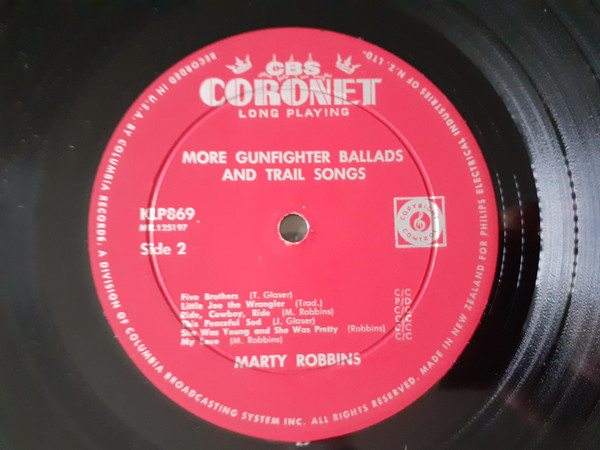 CBS
CORONET
LONG PLAYING
MORE GUNFIGHTER BALLADS
AND TRAIL SONGS
KLP869
Side 2
COPYRIGHT
CONTROL
Five Brothers (T. Glaser) C/C
Little Joe the Wrangler (Trad.) P/D
Ride, Cowboy, Ride (M. Robbins) C/C
This Peaceful Sod (J. Glaser) C/C
She Was Young and She Was Pretty (Robbins) C/C
My Love (M. Robbins) C/C
MARTY ROBBINS
RECORDED IN U.S.A. BY COLUMBIA RECORDS, A DIVISION OF COLUMBIA BROADCASTING SYSTEM INC. ALL RIGHTS RESERVED. MADE IN NEW ZEALAND FOR PHILIPS ELECTRICAL INDUSTRIES OF N.Z. LTD.